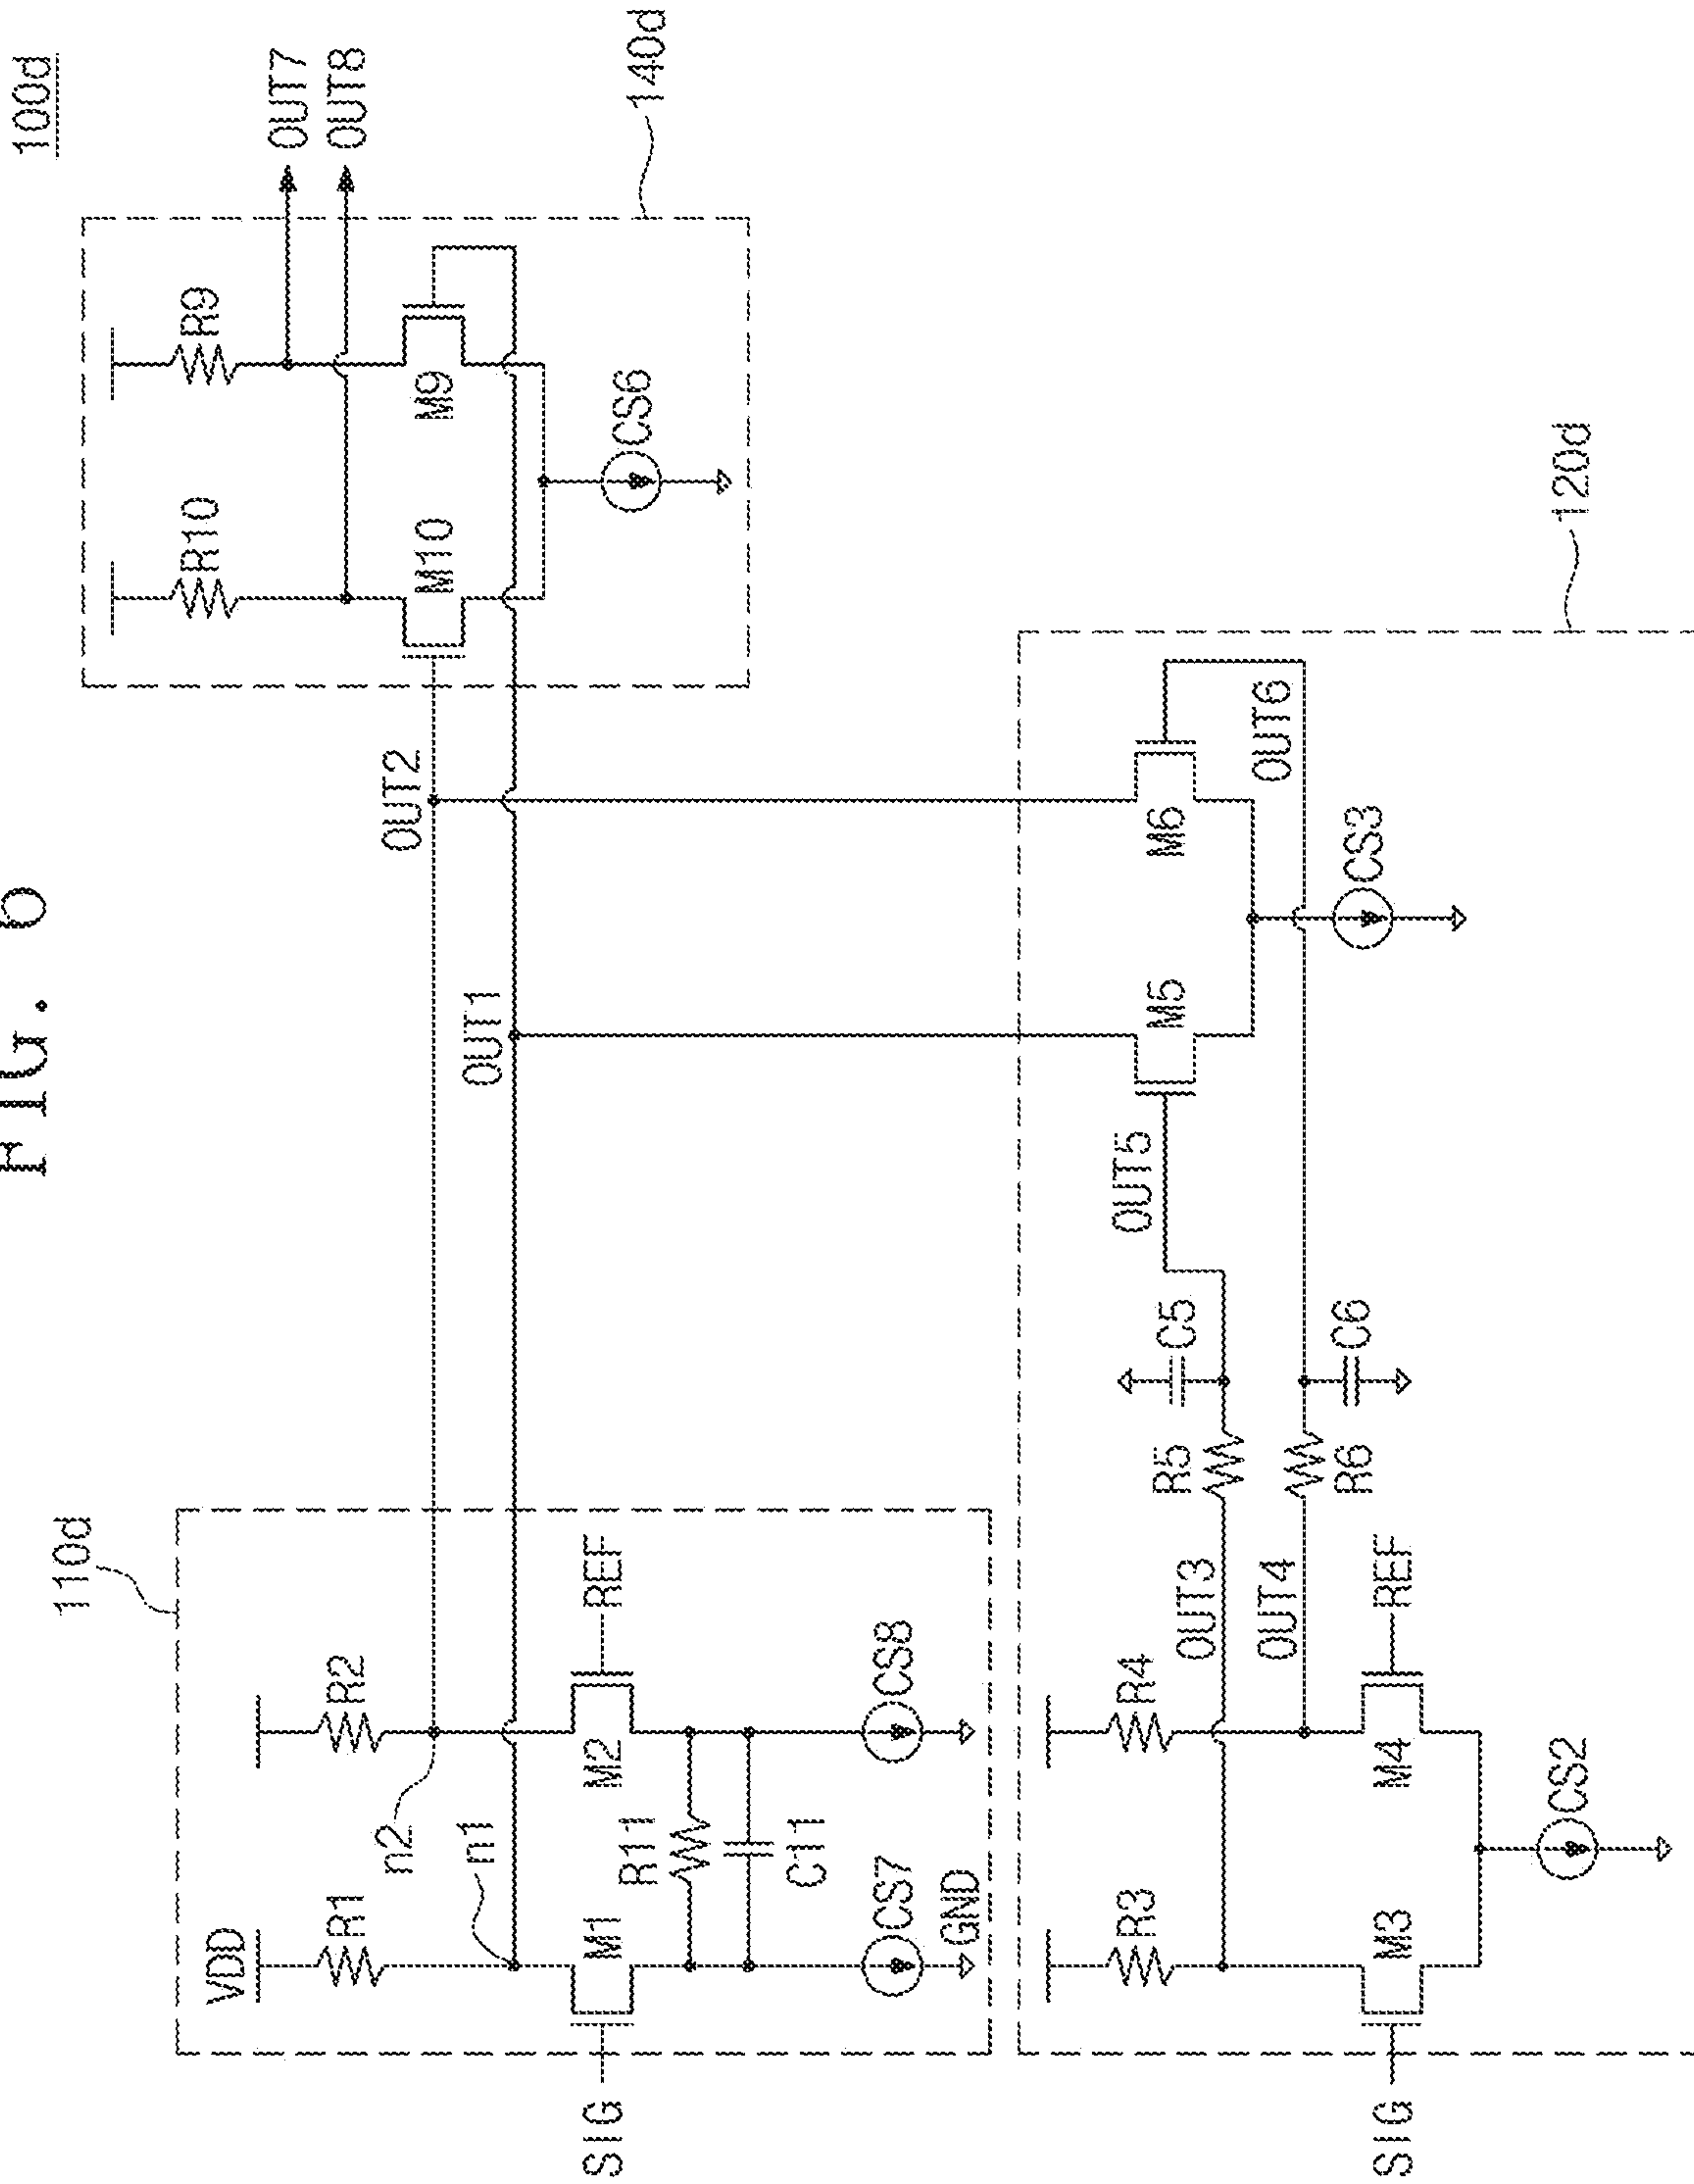 FIG. 6
100d
110d
VDD
R1
R2
n2
n1
OUT2
OUT1
M1
M2
SIG
REF
R11
C11
CS7
CS8
GND
R10
R9
OUT7
OUT8
M10
M9
CS6
140d
120d
R3
R4
OUT3
OUT4
R5
C5
R6
C6
OUT5
OUT6
M5
M6
CS3
M3
M4
SIG
REF
CS2